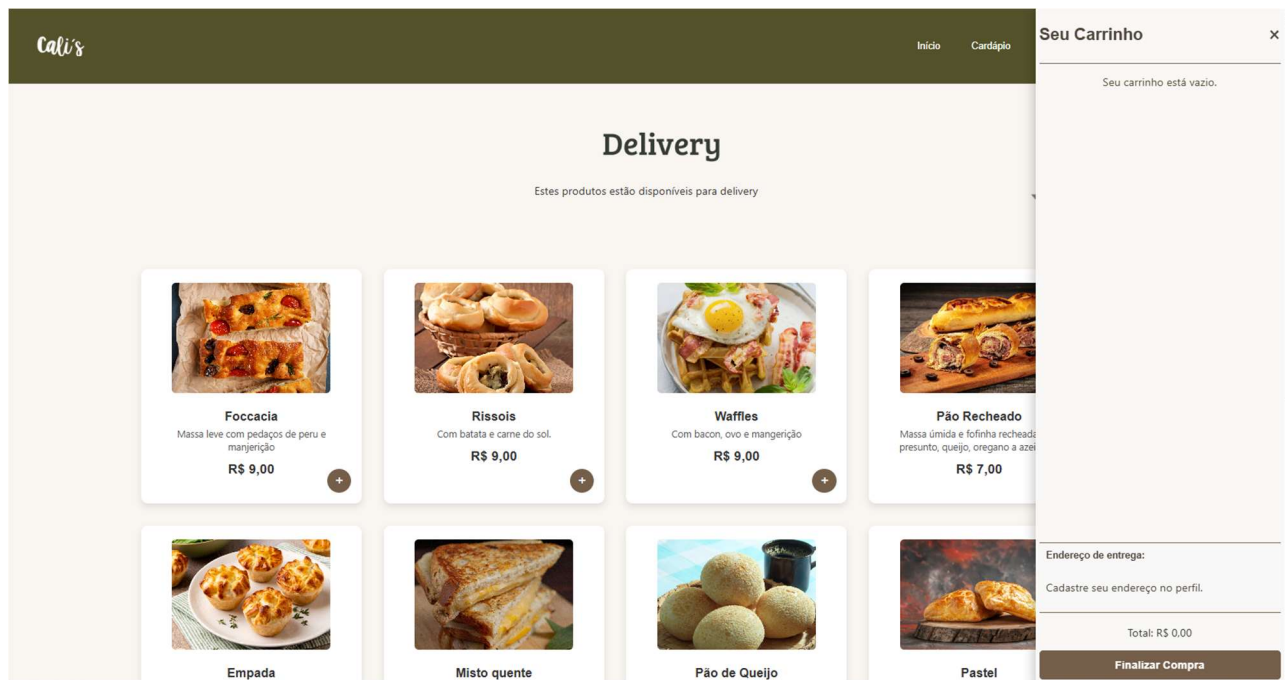 Cali´s
Início
Cardápio
Seu Carrinho
×
Seu carrinho está vazio.
Delivery
Estes produtos estão disponíveis para delivery
Foccacia
Massa leve com pedaços de peru e
manjerição
R$ 9,00
+
Rissois
Com batata e carne do sol.
R$ 9,00
+
Waffles
Com bacon, ovo e mangerição
R$ 9,00
+
Pão Recheado
Massa úmida e fofinha recheada
presunto, queijo, oregano a azei
R$ 7,00
Empada
Misto quente
Pão de Queijo
Pastel
Endereço de entrega:
Cadastre seu endereço no perfil.
Total: R$ 0.00
Finalizar Compra